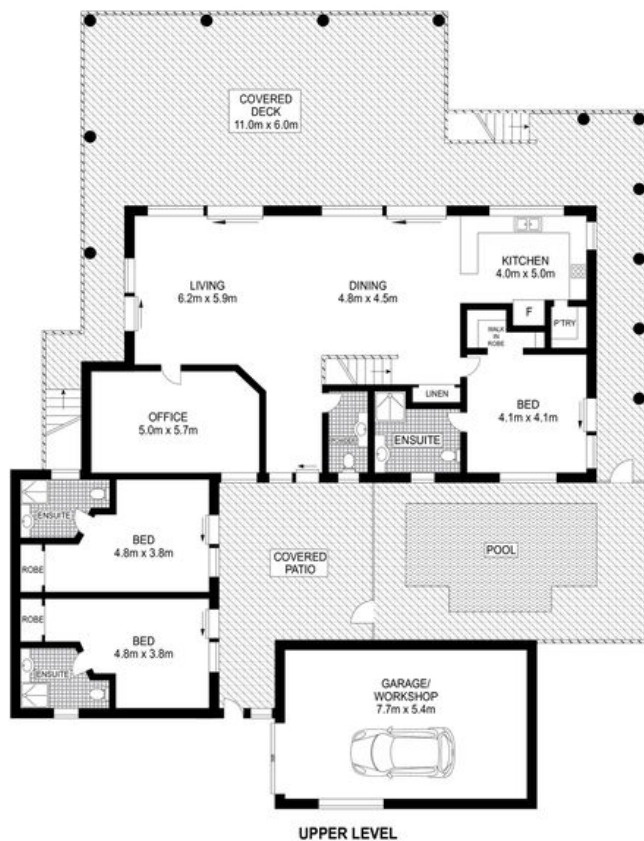 COVERED
DECK
11.0m x 6.0m
LIVING
6.2m x 5.9m
DINING
4.8m x 4.5m
KITCHEN
4.0m x 5.0m
F
P'TRY
WALK
IN
ROBE
LINEN
BED
4.1m x 4.1m
OFFICE
5.0m x 5.7m
POWDER
ENSUITE
ENSUITE
BED
4.8m x 3.8m
ROBE
COVERED
PATIO
POOL
ROBE
BED
4.8m x 3.8m
ENSUITE
GARAGE/
WORKSHOP
7.7m x 5.4m
UPPER LEVEL